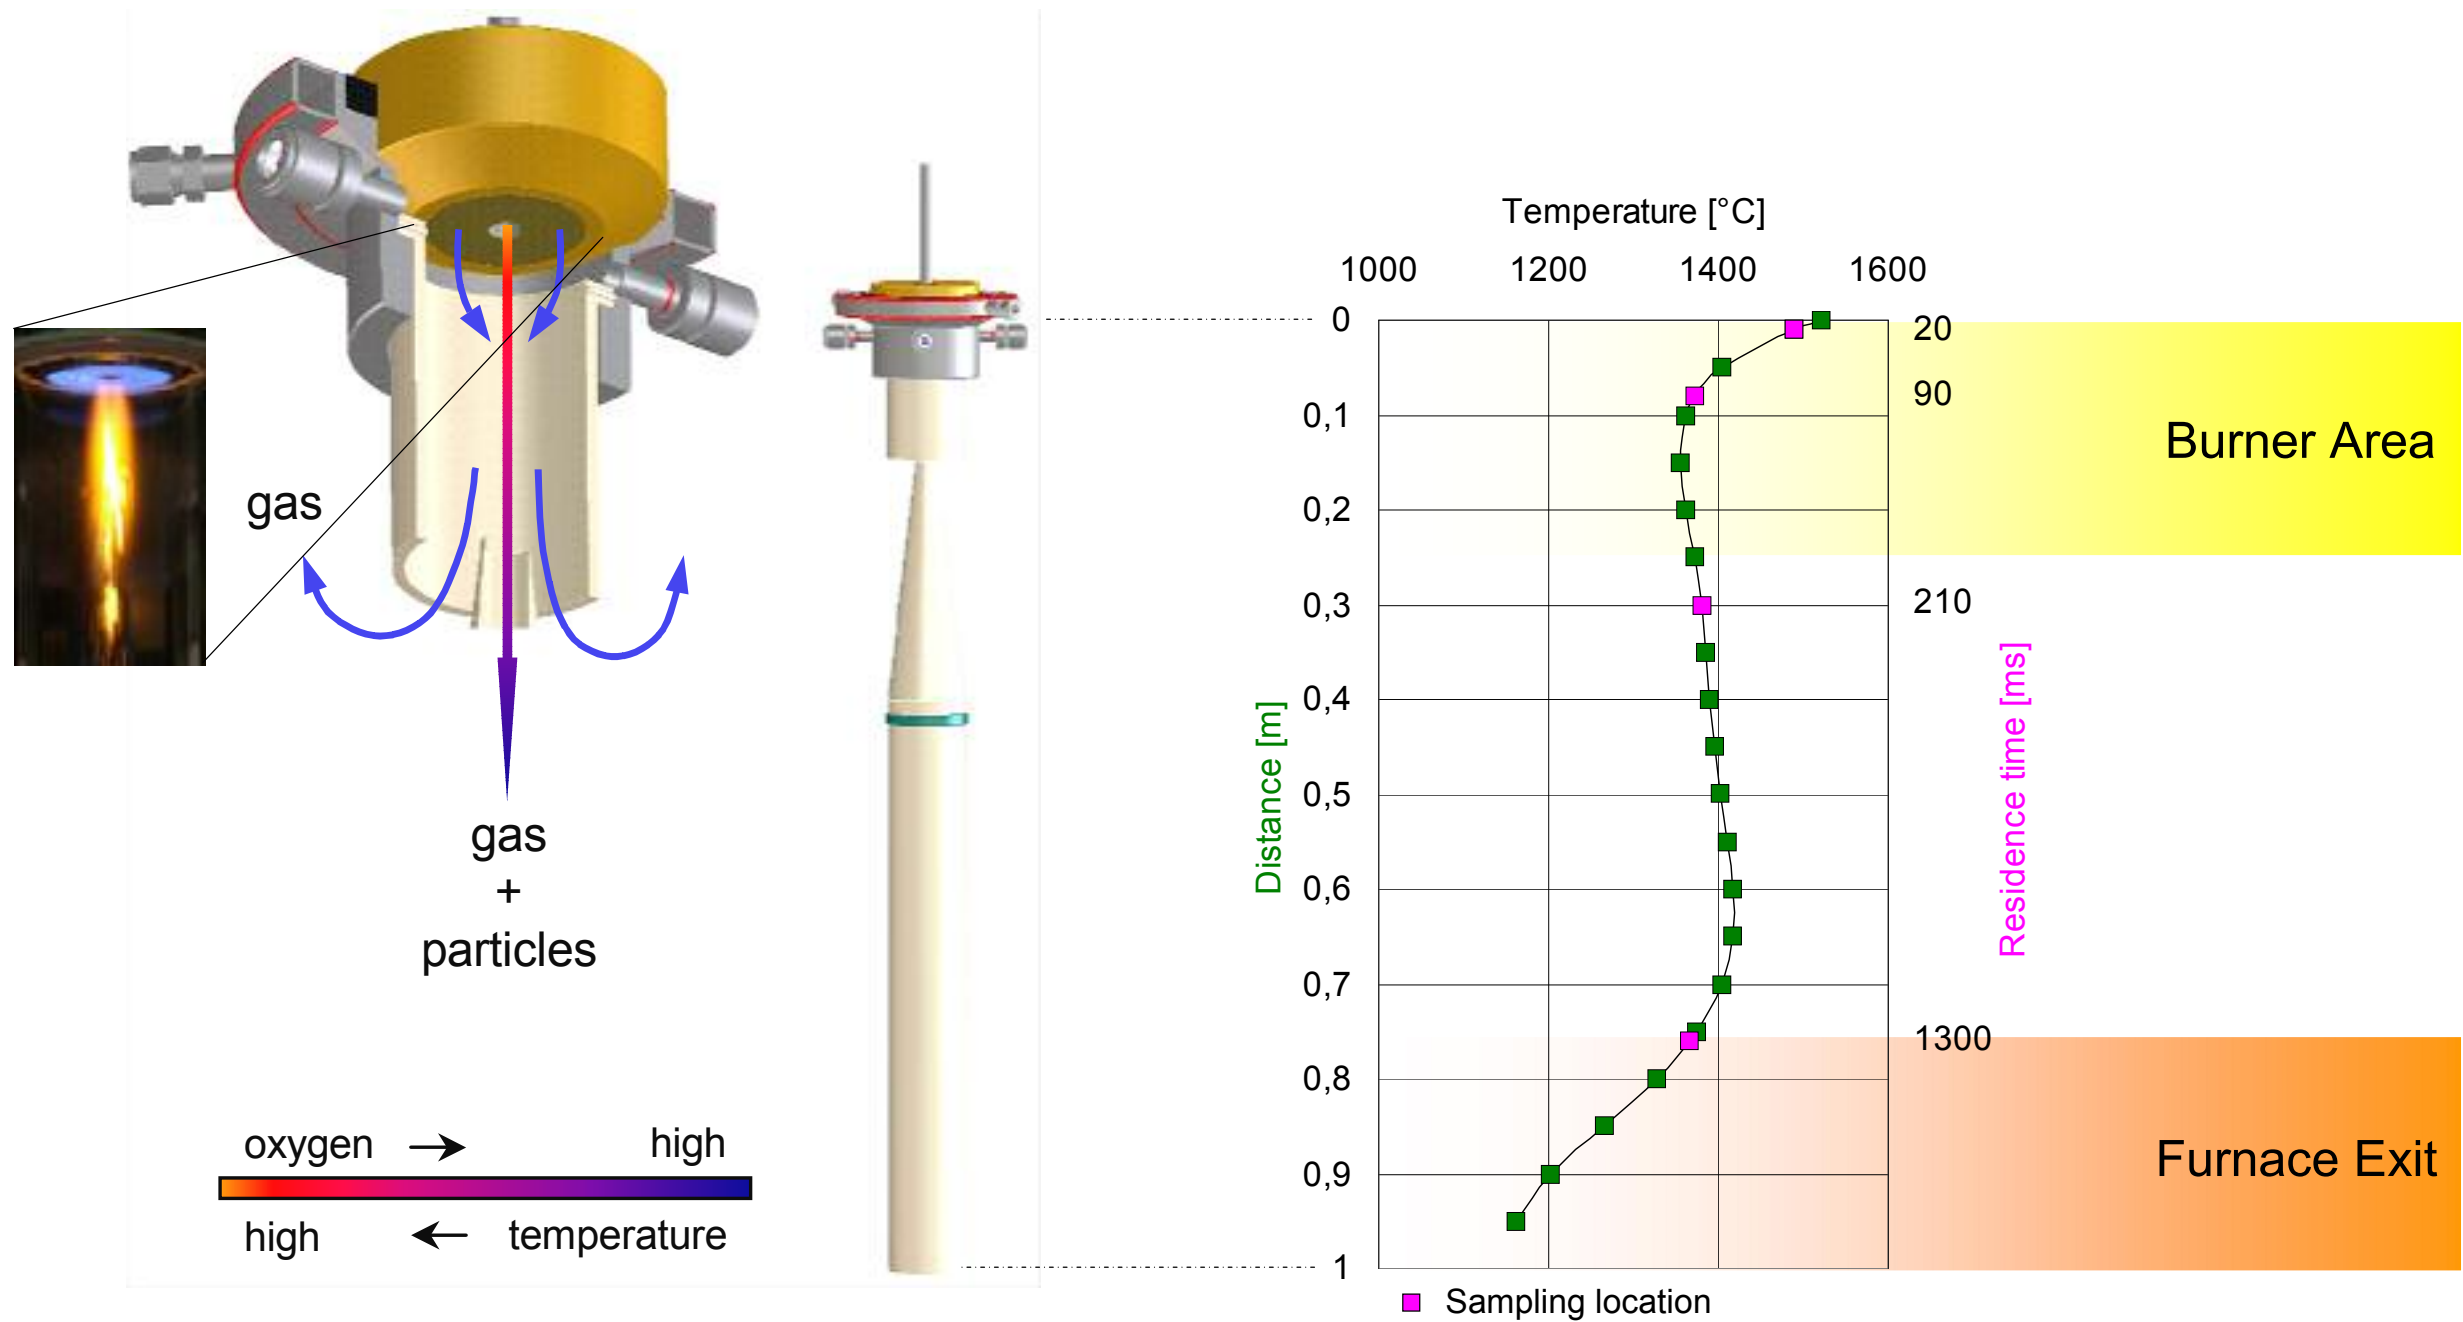 gas
gas
+
particles
oxygen → high
high ← temperature
Temperature [°C]
1000 1200 1400 1600
0
0,1
0,2
0,3
0,4
0,5
0,6
0,7
0,8
0,9
1
Distance [m]
20
90
210
1300
Residence time [ms]
Burner Area
Furnace Exit
Sampling location